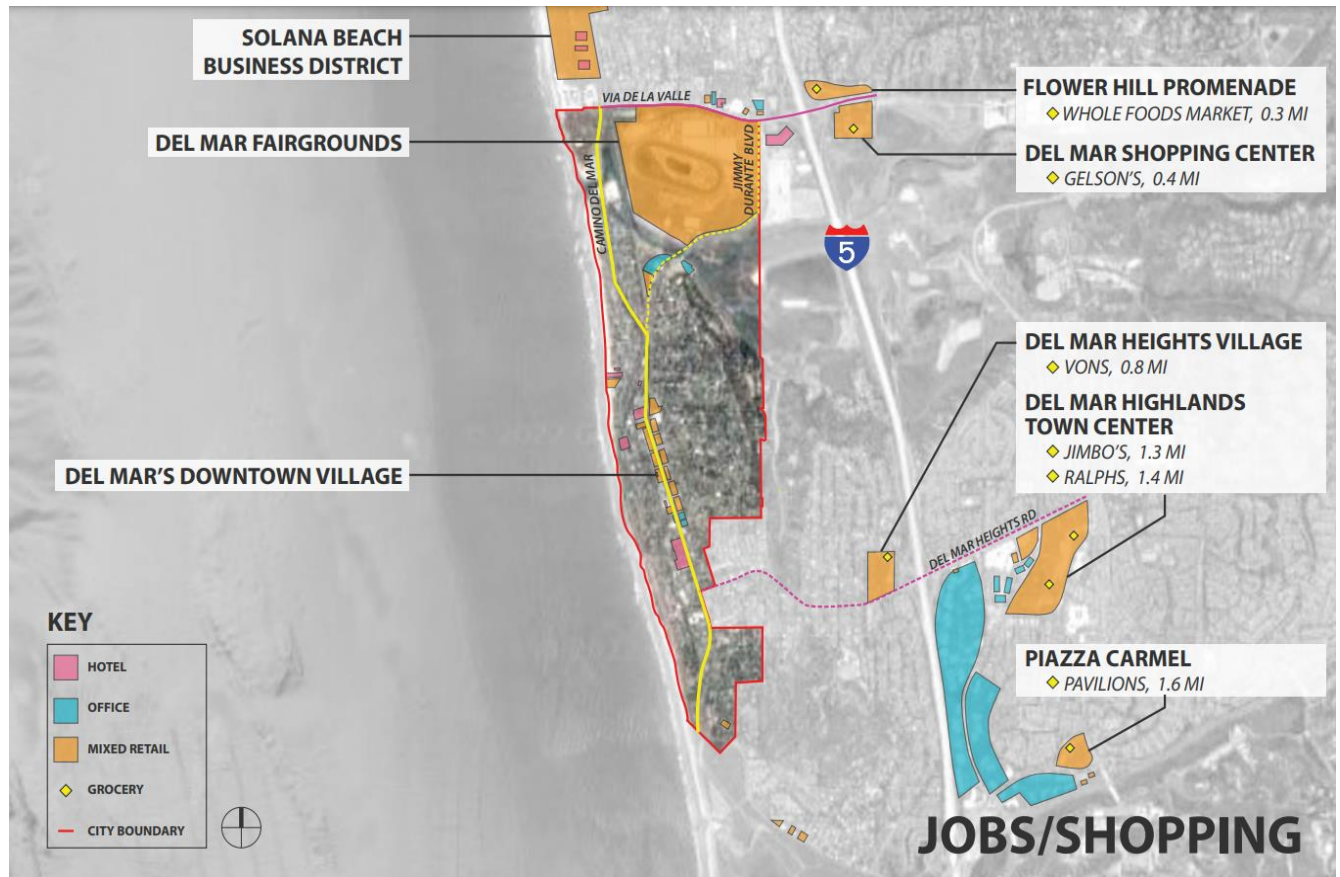 SOLANA BEACH
BUSINESS DISTRICT
VIA DE LA VALLE
FLOWER HILL PROMENADE
WHOLE FOODS MARKET, 0.3 MI
DEL MAR FAIRGROUNDS
JIMMY
DURANTE BLVD
DEL MAR SHOPPING CENTER
GELSON'S, 0.4 MI
CAMINO DEL MAR
5
DEL MAR HEIGHTS VILLAGE
VONS, 0.8 MI
DEL MAR HIGHLANDS
TOWN CENTER
JIMBO'S, 1.3 MI
RALPHS, 1.4 MI
DEL MAR'S DOWNTOWN VILLAGE
DEL MAR HEIGHTS RD
PIAZZA CARMEL
PAVILIONS, 1.6 MI
KEY
HOTEL
OFFICE
MIXED RETAIL
GROCERY
CITY BOUNDARY
JOBS/SHOPPING